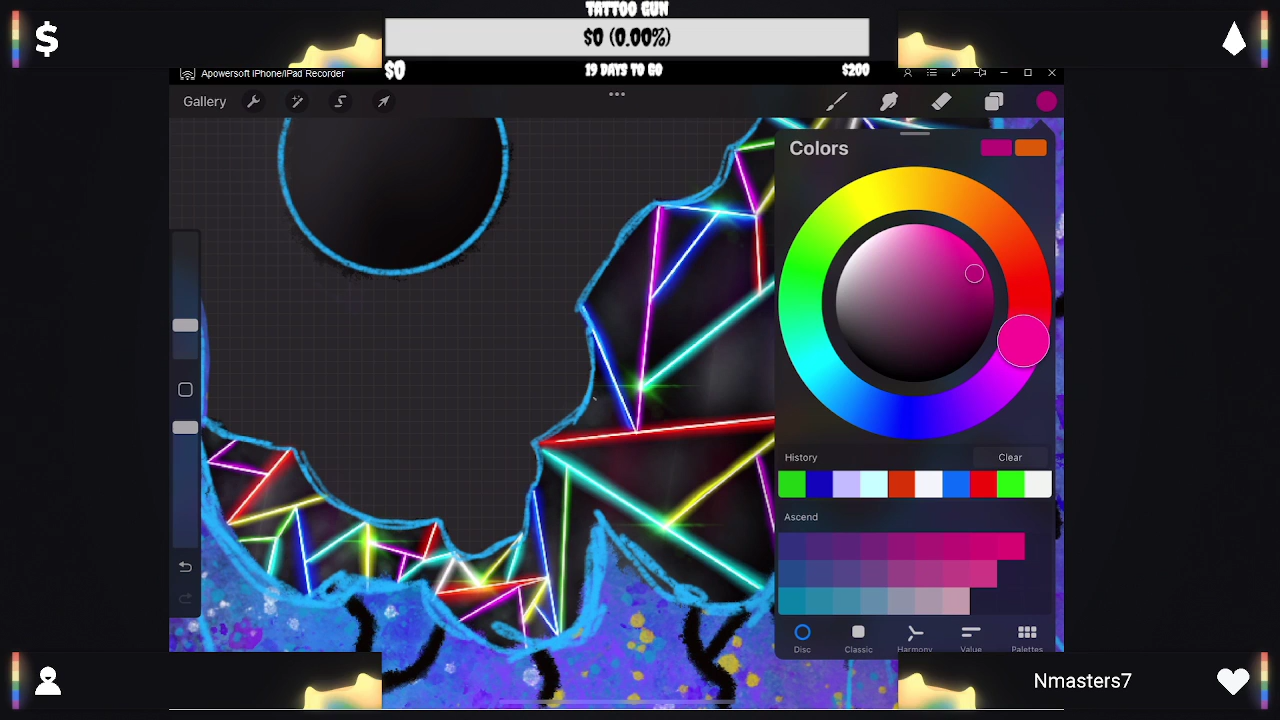 TATTOO GUN
$0 (0.00%)
$0
19 DAYS TO GO
$200
Apowersoft iPhone/iPad Recorder
Gallery
Colors
History
Clear
Ascend
Disc
Classic
Harmony
Value
Palettes
Nmasters7